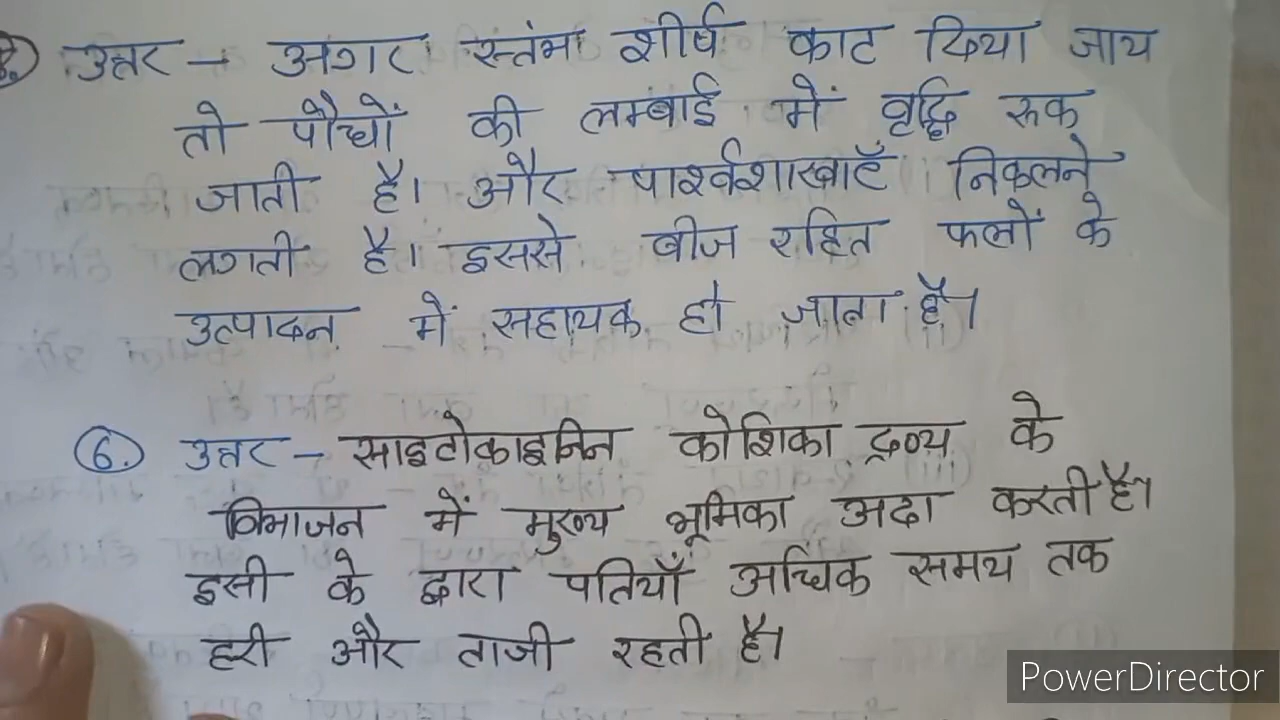 उत्तर - अगर स्तंभ शीर्ष काट दिया जाय
तो पौधों की लम्बाई में वृद्धि रूक
जाती है। और पार्श्वशाखाएँ निकलने
लगती है। इससे बीज रहित फलों के
उत्पादन में सहायक हो जाता है।
6. उत्तर - साइटोकाइनिन कोशिका द्रव्य के
विभाजन में मुख्य भूमिका अदा करती है।
इसी के द्वारा पतियाँ अधिक समय तक
हरी और ताजी रहती है।
PowerDirector